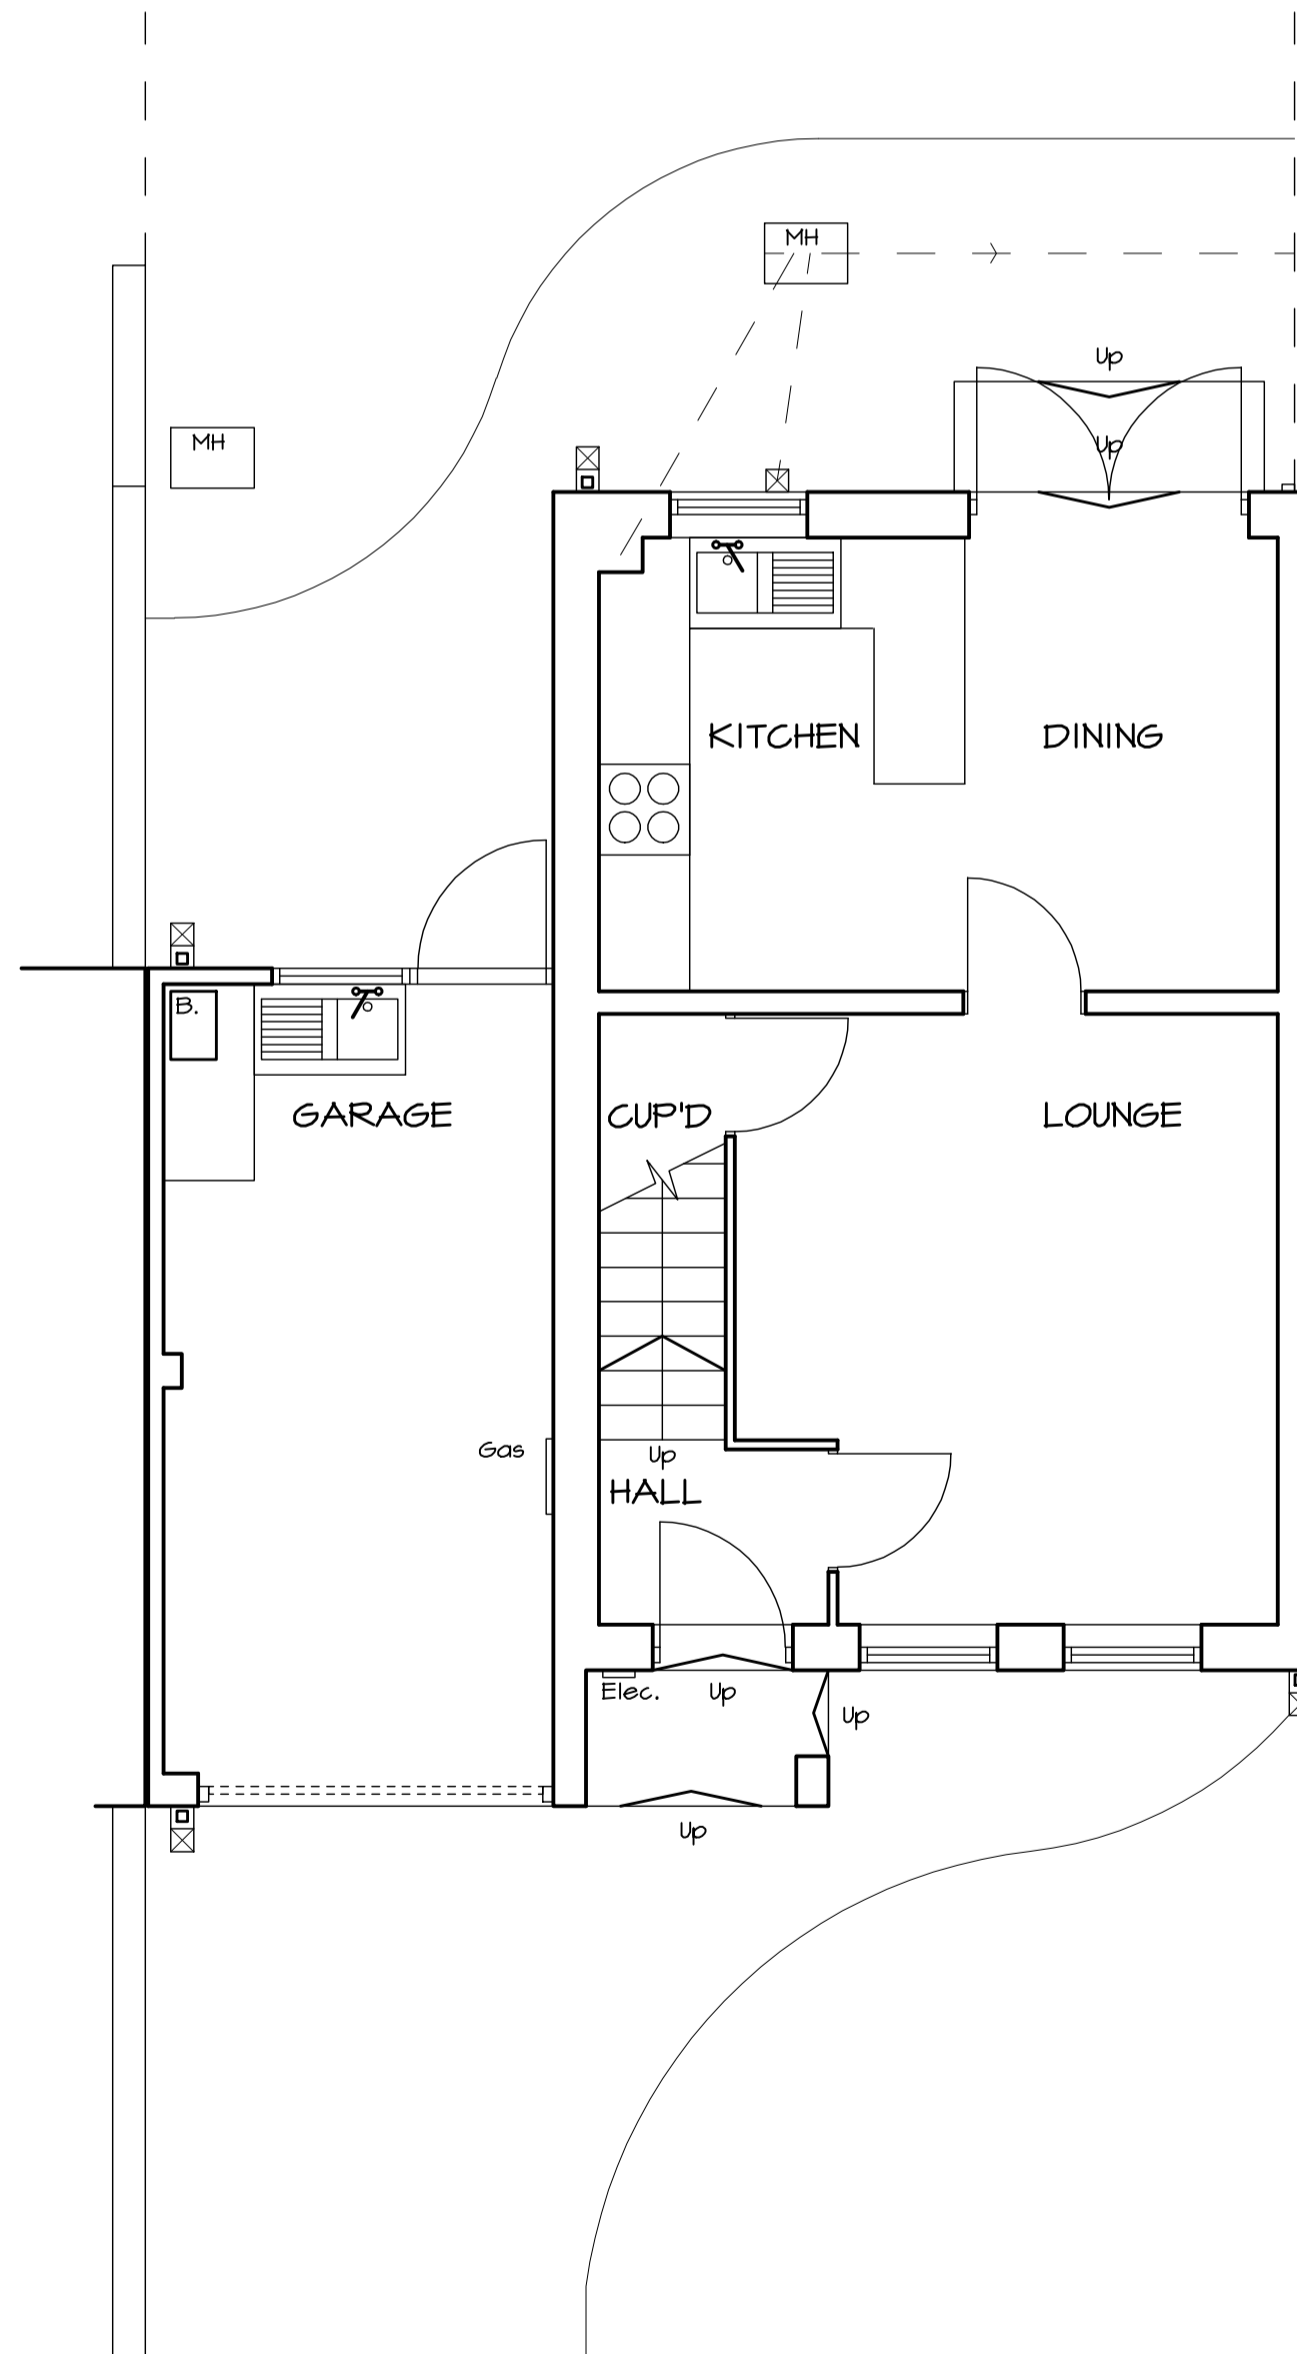 MH
Up
MH
Up
KITCHEN
DINING
B.
GARAGE
CUP'D
LOUNGE
Gas
Up
HALL
Elec.
Up
Up
Up